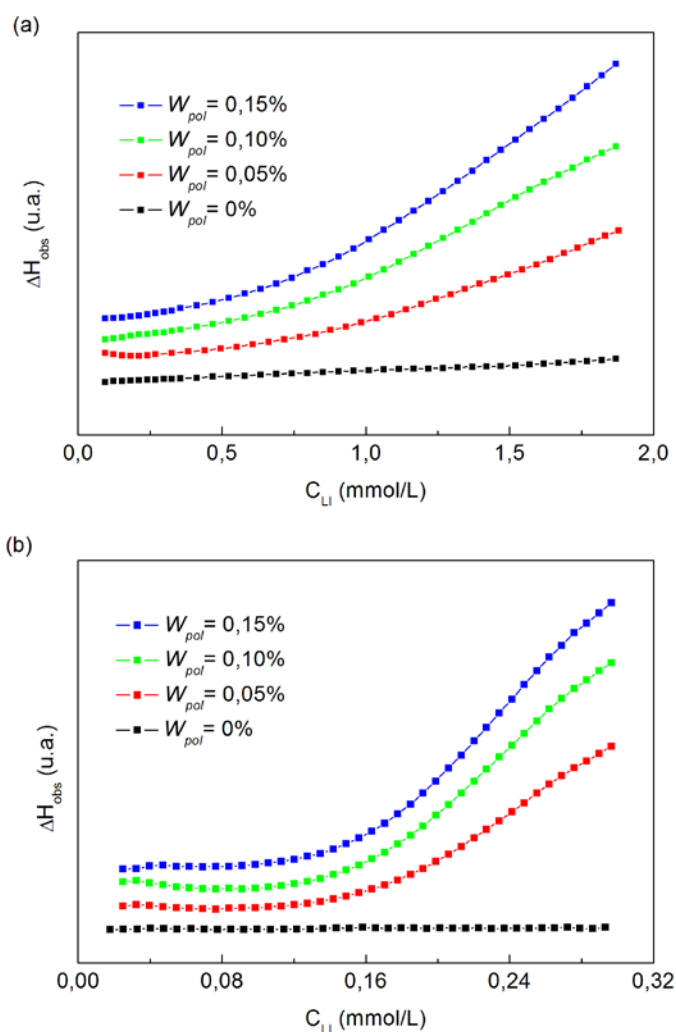 (a)
W_pol = 0,15%
W_pol = 0,10%
W_pol = 0,05%
W_pol = 0%
ΔH_obs (u.a.)
0,0 0,5 1,0 1,5 2,0
C_LI (mmol/L)
(b)
W_pol = 0,15%
W_pol = 0,10%
W_pol = 0,05%
W_pol = 0%
ΔH_obs (u.a.)
0,00 0,08 0,16 0,24 0,32
C_LI (mmol/L)